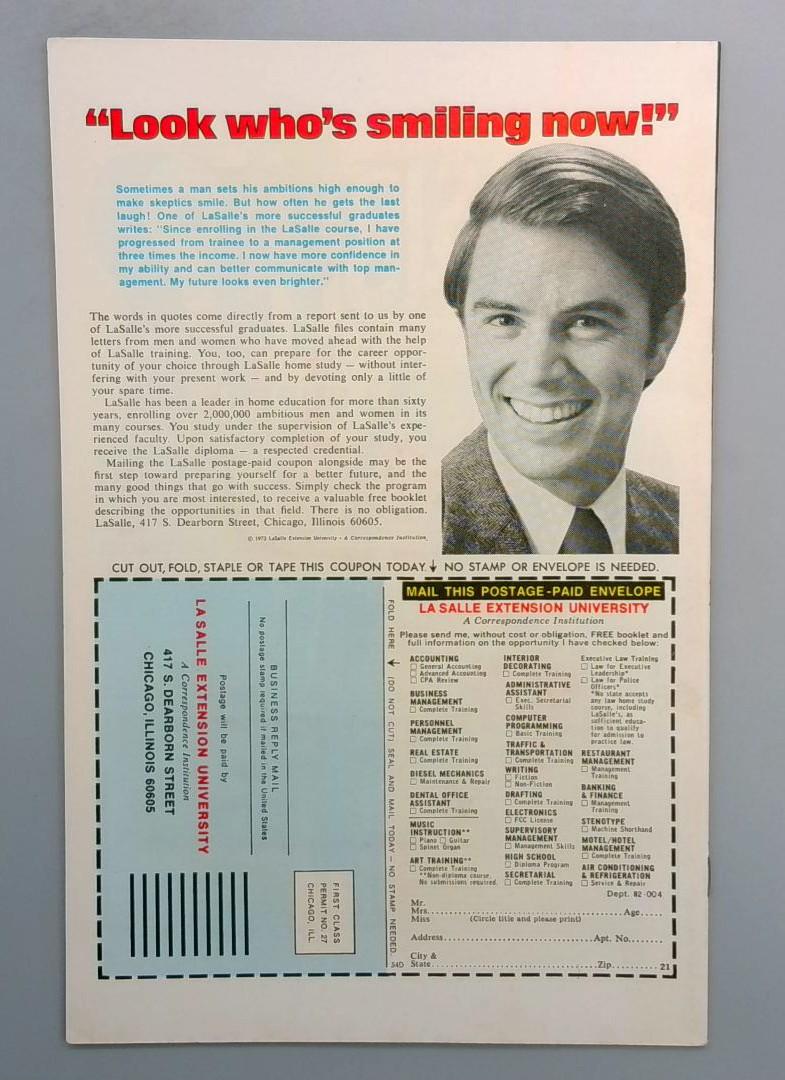 “Look who’s smiling now!”
Sometimes a man sets his ambitions high enough to
make skeptics smile. But how often he gets the last
laugh! One of LaSalle's more successful graduates
writes: "Since enrolling in the LaSalle course, I have
progressed from trainee to a management position at
three times the income. I now have more confidence in
my ability and can better communicate with top man-
agement. My future looks even brighter."
The words in quotes come directly from a report sent to us by one
of LaSalle's more successful graduates. LaSalle files contain many
letters from men and women who have moved ahead with the help
of LaSalle training. You, too, can prepare for the career oppor-
tunity of your choice through LaSalle home study — without inter-
fering with your present work — and by devoting only a little of
your spare time.
LaSalle has been a leader in home education for more than sixty
years, enrolling over 2,000,000 ambitious men and women in its
many courses. You study under the supervision of LaSalle's expe-
rienced faculty. Upon satisfactory completion of your study, you
receive the LaSalle diploma — a respected credential.
Mailing the LaSalle postage-paid coupon alongside may be the
first step toward preparing yourself for a better future, and the
many good things that go with success. Simply check the program
in which you are most interested, to receive a valuable free booklet
describing the opportunities in that field. There is no obligation.
LaSalle, 417 S. Dearborn Street, Chicago, Illinois 60605.
© 1973 LaSalle Extension University • A Correspondence Institution
CUT OUT, FOLD, STAPLE OR TAPE THIS COUPON TODAY. NO STAMP OR ENVELOPE IS NEEDED.
BUSINESS REPLY MAIL
No postage stamp required if mailed in the United States
Postage will be paid by
LA SALLE EXTENSION UNIVERSITY
A Correspondence Institution
417 S. DEARBORN STREET
CHICAGO, ILLINOIS 60605
FIRST CLASS
PERMIT NO. 27
CHICAGO, ILL.
FOLD HERE (DO NOT CUT) SEAL AND MAIL TODAY — NO STAMP NEEDED.
MAIL THIS POSTAGE-PAID ENVELOPE
LA SALLE EXTENSION UNIVERSITY
A Correspondence Institution
Please send me, without cost or obligation, FREE booklet and
full information on the opportunity I have checked below:
ACCOUNTING
General Accounting
Advanced Accounting
CPA Review
BUSINESS
MANAGEMENT
Complete Training
PERSONNEL
MANAGEMENT
Complete Training
REAL ESTATE
Complete Training
DIESEL MECHANICS
Maintenance & Repair
DENTAL OFFICE
ASSISTANT
Complete Training
MUSIC
INSTRUCTION**
Piano Guitar
Spinet Organ
ART TRAINING**
Complete Training
**Non-diploma course,
No submissions required.
INTERIOR
DECORATING
Complete Training
ADMINISTRATIVE
ASSISTANT
Exec. Secretarial
Skills
COMPUTER
PROGRAMMING
Basic Training
TRAFFIC &
TRANSPORTATION
Complete Training
WRITING
Fiction
Non-Fiction
DRAFTING
Complete Training
ELECTRONICS
FCC License
SUPERVISORY
MANAGEMENT
Management Skills
HIGH SCHOOL
Diploma Program
SECRETARIAL
Complete Training
Executive Law Training
Law for Executive
Leadership*
Law for Police
Officers*
*No state accepts
any law home study
course, including
LaSalle's, as
sufficient educa-
tion to qualify
for admission to
practice law.
RESTAURANT
MANAGEMENT
Management
Training
BANKING
& FINANCE
Management
Training
STENOTYPE
Machine Shorthand
MOTEL/HOTEL
MANAGEMENT
Complete Training
AIR CONDITIONING
& REFRIGERATION
Service & Repair
Dept. 82-004
Mr.
Mrs. Age
Miss (Circle title and please print)
Address Apt. No.
City &
State Zip 21
540